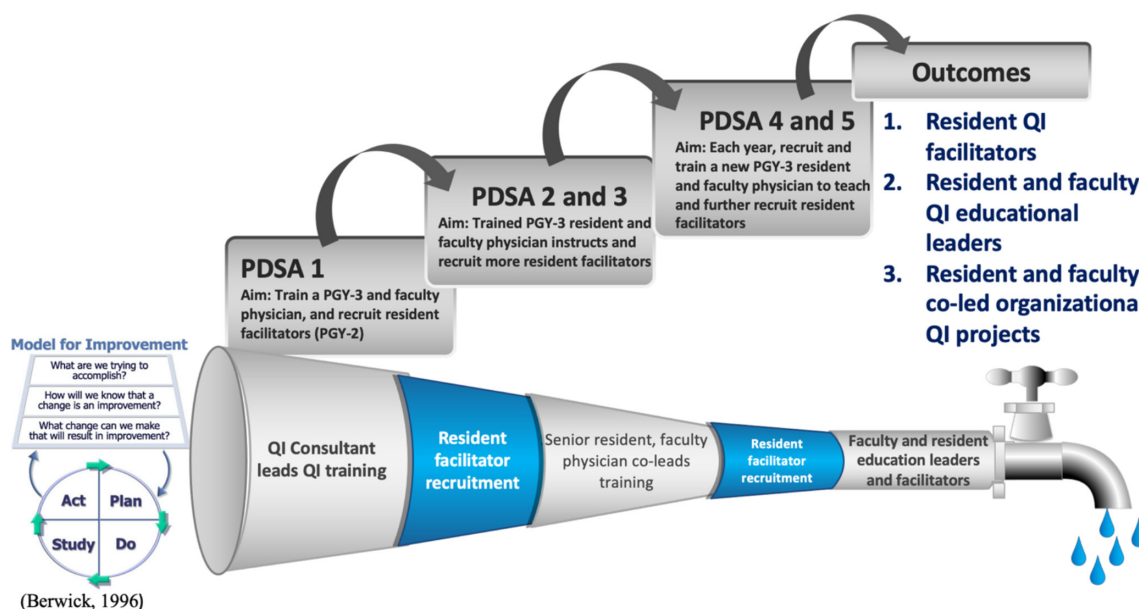 Outcomes
1. Resident QI
facilitators
2. Resident and faculty
QI educational
leaders
3. Resident and faculty
co-led organizationa
QI projects
PDSA 4 and 5
Aim: Each year, recruit and
train a new PGY-3 resident
and faculty physician to teach
and further recruit resident
facilitators
PDSA 2 and 3
Aim: Trained PGY-3 resident and
faculty physician instructs and
recruit more resident facilitators
PDSA 1
Aim: Train a PGY-3 and faculty
physician, and recruit resident
facilitators (PGY-2)
Model for Improvement
What are we trying to
accomplish?
How will we know that a
change is an improvement?
What change can we make
that will result in improvement?
Act Plan
Study Do
(Berwick, 1996)
QI Consultant
leads QI training
Resident
facilitator
recruitment
Senior resident, faculty
physician co-leads
training
Resident
facilitator
recruitment
Faculty and resident
education leaders
and facilitators